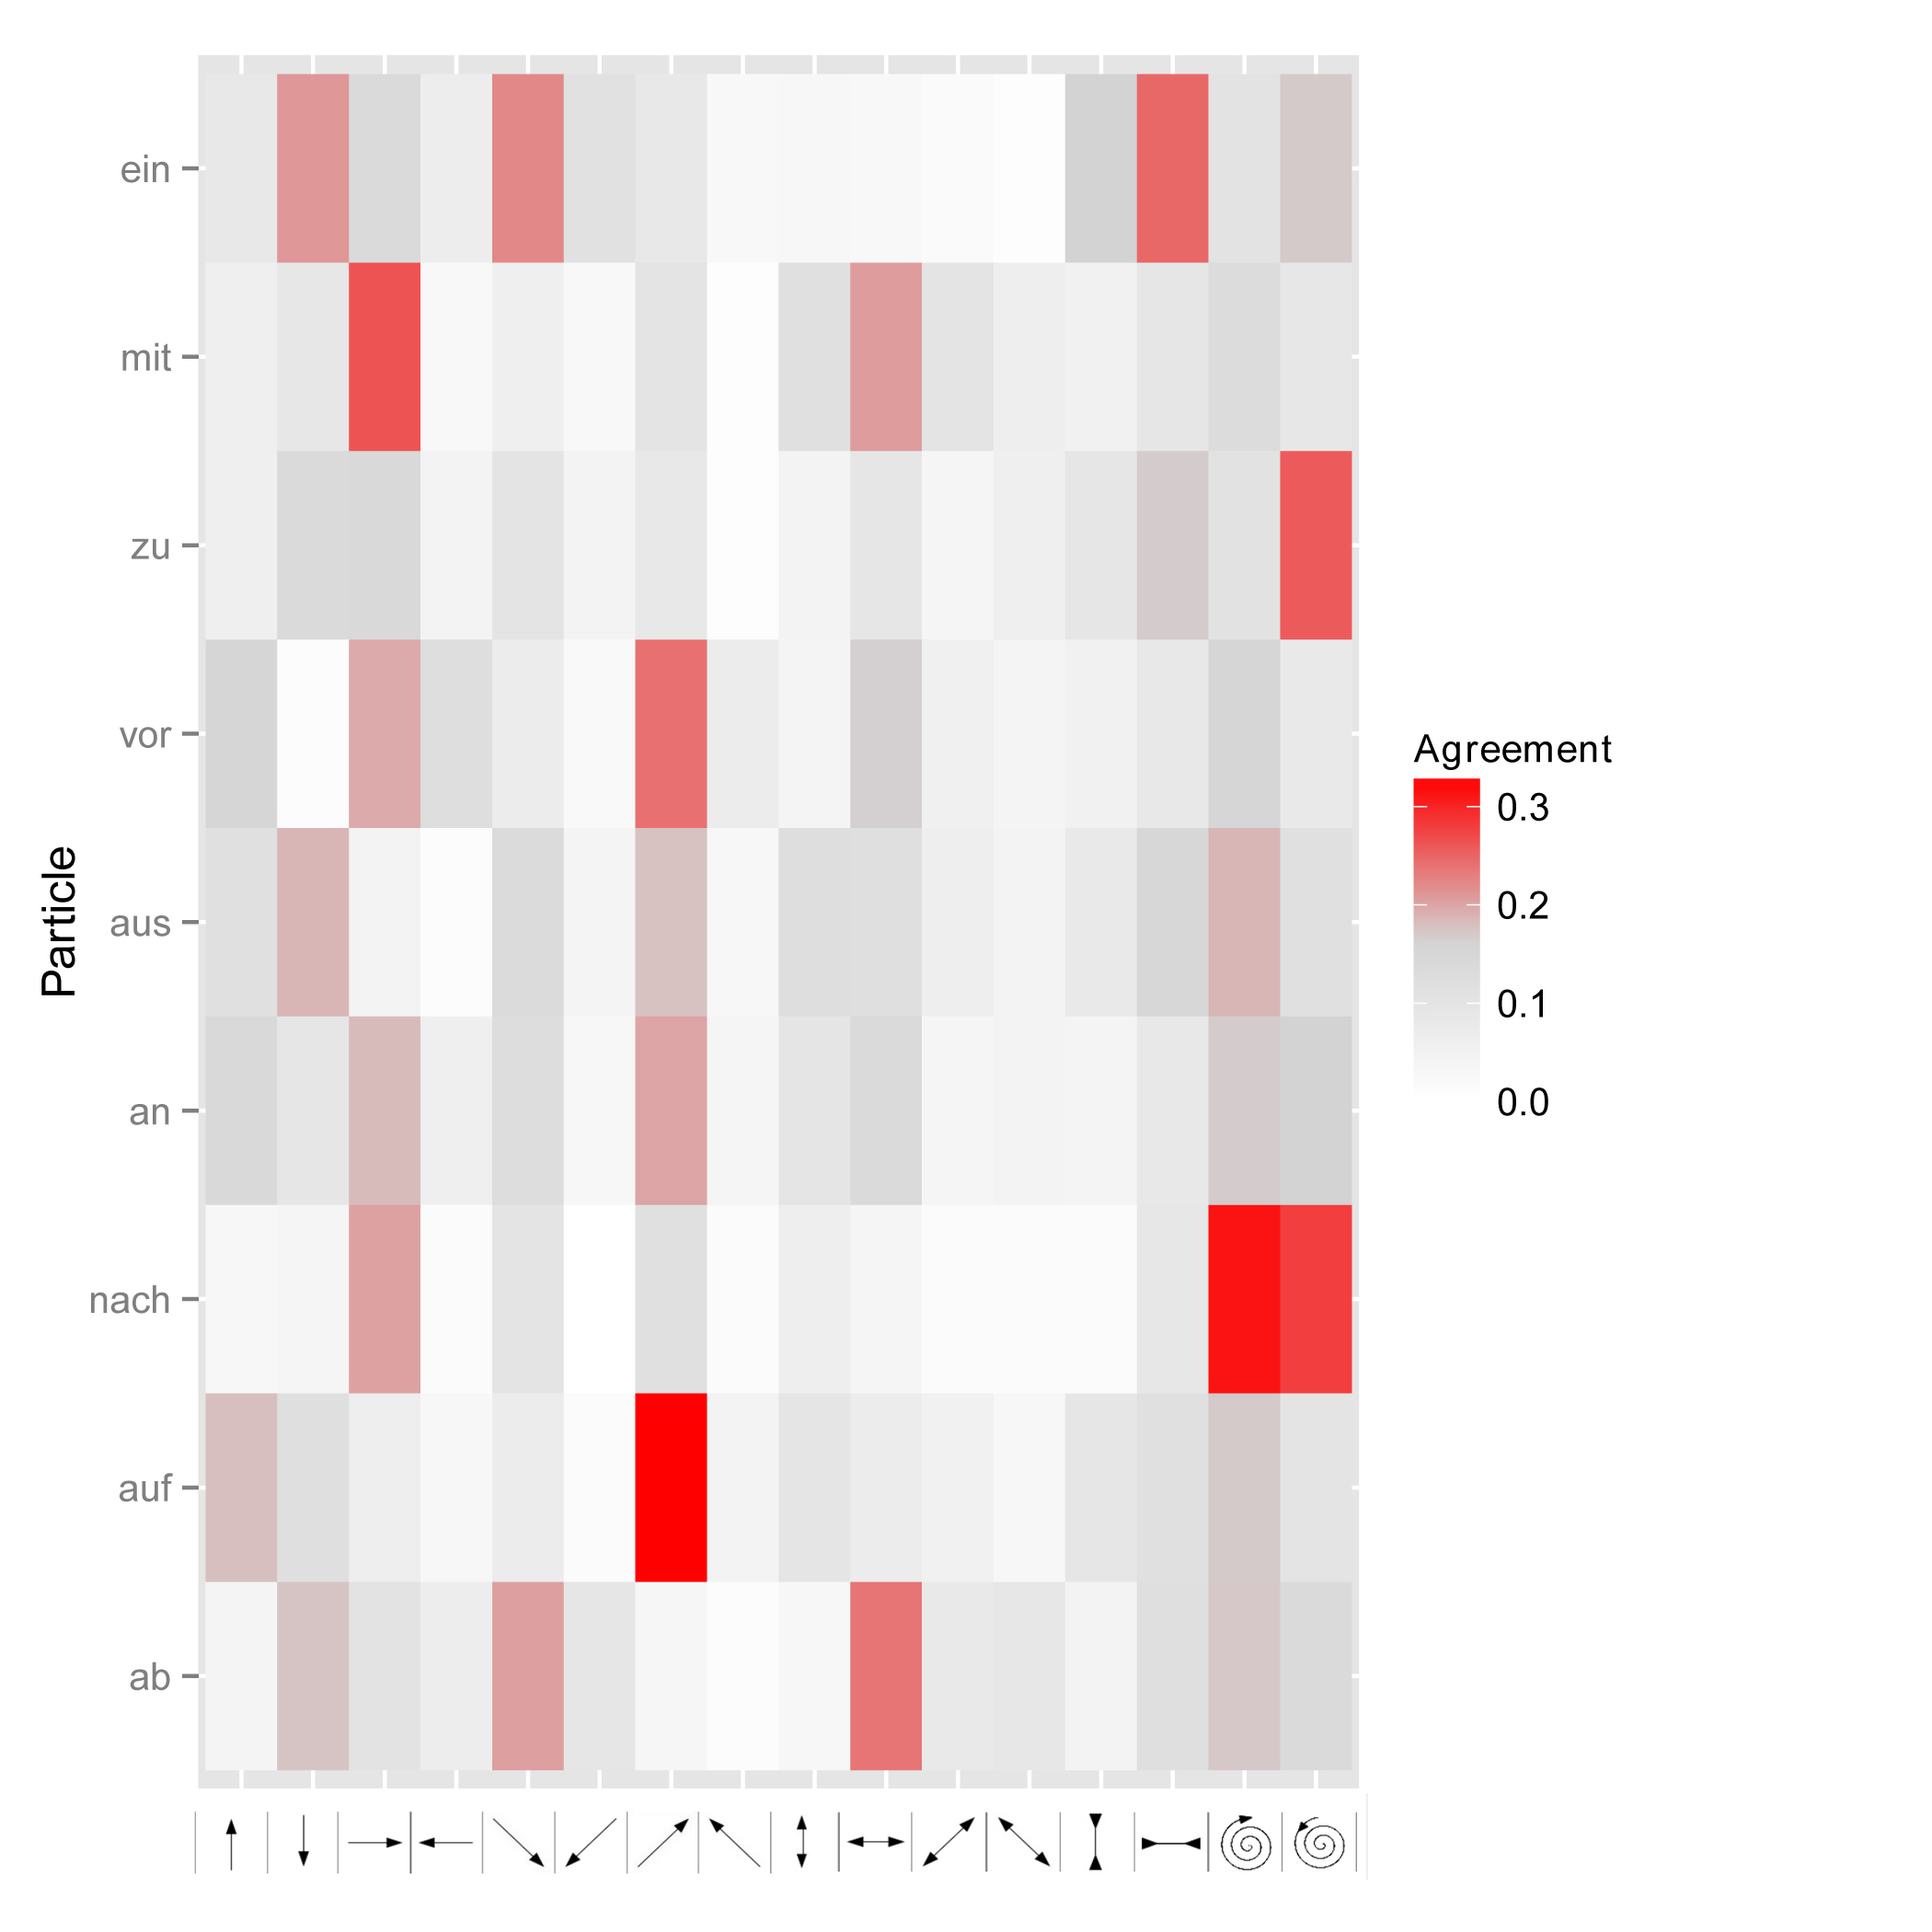 ein
mit
zu
vor
aus
an
nach
auf
ab
Particle
Agreement
0.3
0.2
0.1
0.0